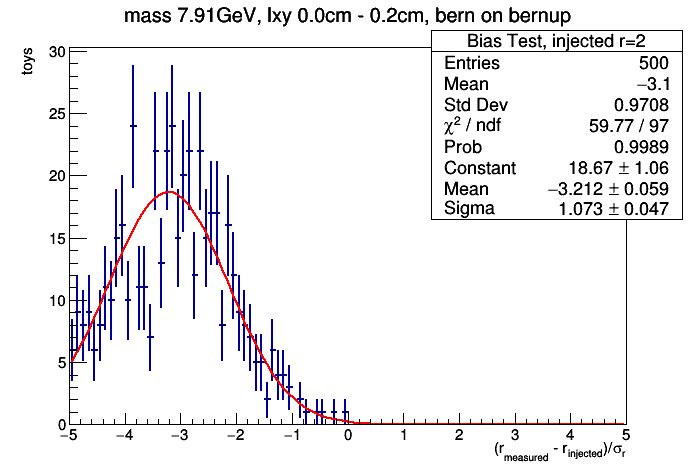 mass 7.91GeV, lxy 0.0cm - 0.2cm, bern on bernup
toys
Bias Test, injected r=2
Entries 500
Mean −3.1
Std Dev 0.9708
χ² / ndf 59.77 / 97
Prob 0.9989
Constant 18.67 ± 1.06
Mean −3.212 ± 0.059
Sigma 1.073 ± 0.047
30
25
20
15
10
5
0
−5 −4 −3 −2 −1 0 1 2 3 4 5
(r_measured - r_injected)/σ_r